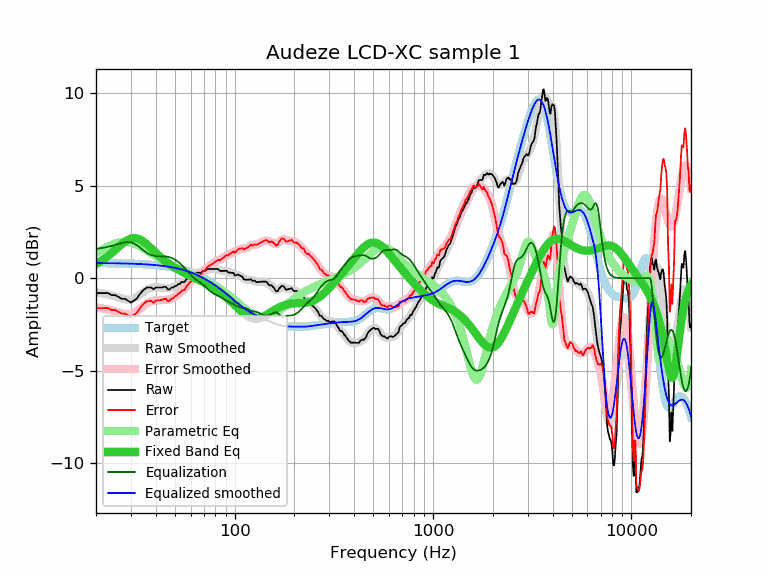 Audeze LCD-XC sample 1
Amplitude (dBr)
10
5
0
−5
−10
Target
Raw Smoothed
Error Smoothed
Raw
Error
Parametric Eq
Fixed Band Eq
Equalization
Equalized smoothed
100 1000 10000
Frequency (Hz)